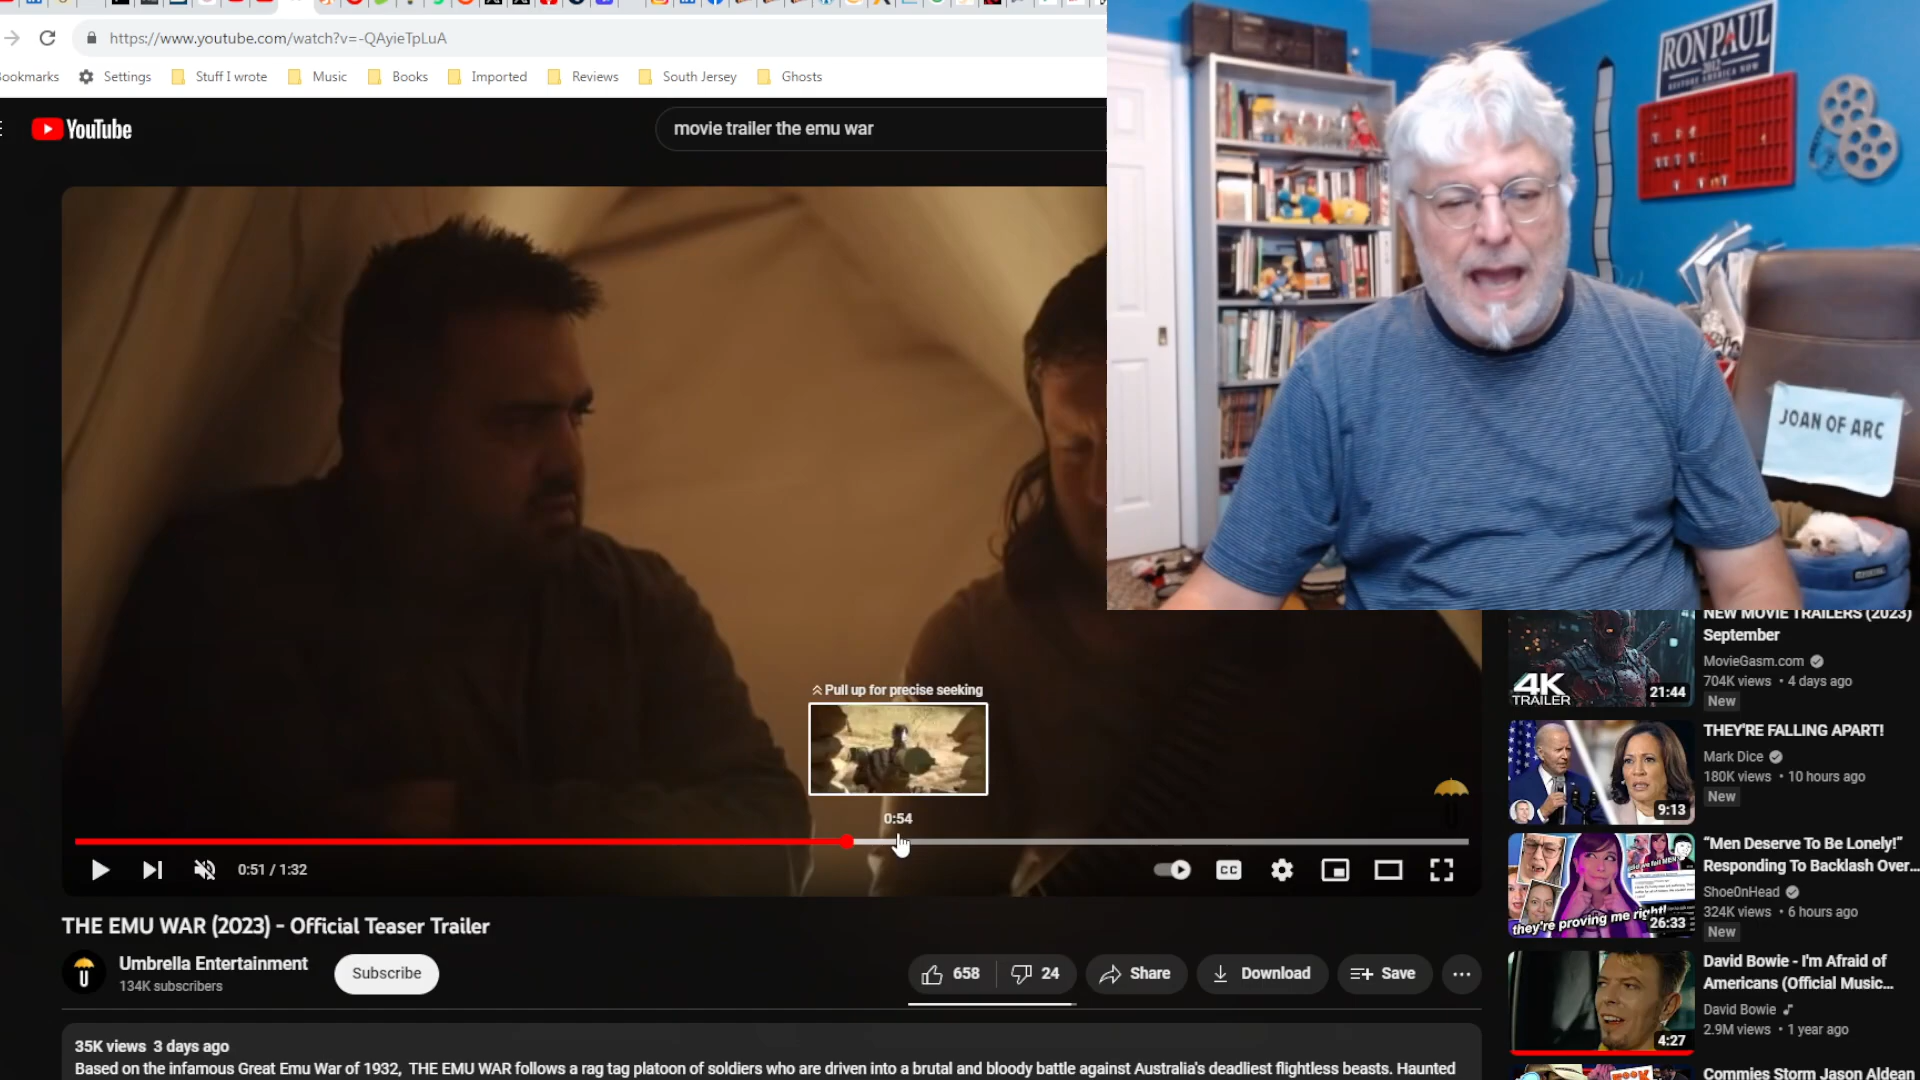 https://www.youtube.com/watch?v=-QAyieTpLuA
ookmarks Settings Stuff I wrote Music Books Imported Reviews South Jersey Ghosts
YouTube
movie trailer the emu war
RON PAUL
2012
RESTORE AMERICA NOW
JOAN OF ARC
Pull up for precise seeking
0:54
0:51 / 1:32
CC
THE EMU WAR (2023) - Official Teaser Trailer
U
Umbrella Entertainment
134K subscribers
Subscribe
658
24
Share
Download
Save
35K views 3 days ago
Based on the infamous Great Emu War of 1932, THE EMU WAR follows a rag tag platoon of soldiers who are driven into a brutal and bloody battle against Australia's deadliest flightless beasts. Haunted
4K
TRAILER
21:44
NEW MOVIE TRAILERS (2023)
September
MovieGasm.com
704K views • 4 days ago
New
9:13
THEY'RE FALLING APART!
Mark Dice
180K views • 10 hours ago
New
they're proving me right!
26:33
“Men Deserve To Be Lonely!”
Responding To Backlash Over...
Shoe0nHead
324K views • 6 hours ago
New
4:27
David Bowie - I'm Afraid of
Americans (Official Music...
David Bowie
2.9M views • 1 year ago
Commies Storm Jason Aldean